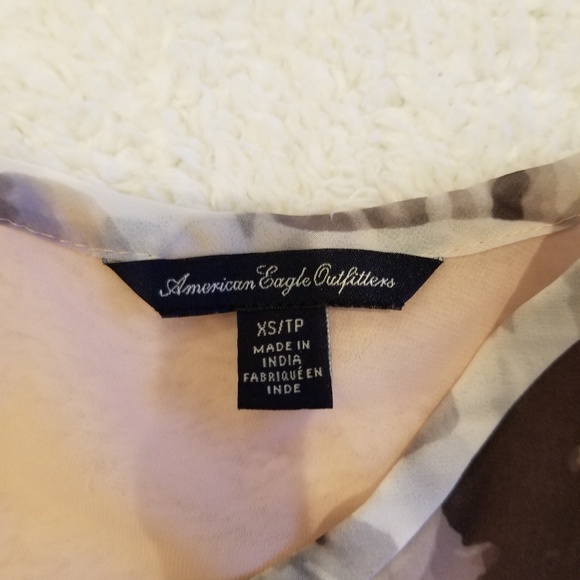 American Eagle Outfitters
XS/TP
MADE IN
INDIA
FABRIQUÉ EN
INDE